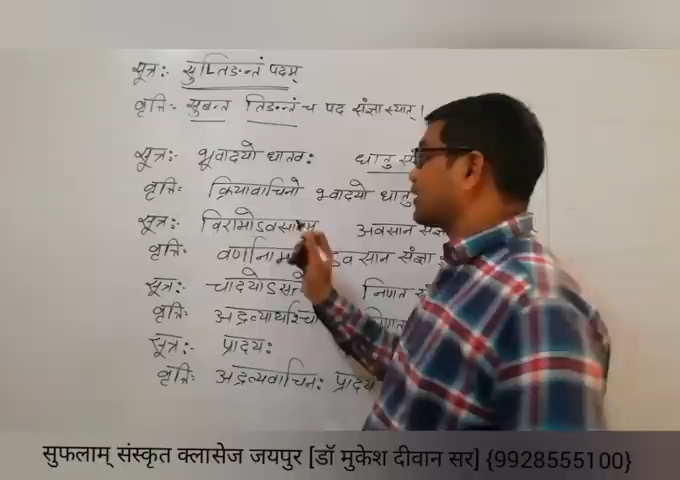 सूत्र:- सुप्तिङन्तं पदम्
वृत्ति:- सुबन्त तिङन्तं च पद संज्ञा स्यात् ।
सूत्र:- भूवादयो धातव: धातु
वृत्ति:- क्रियावाचिनो भ्वादयो धातु
सूत्र:- विरामोऽवसानम् अवसान
वृत्ति:- वसान संज्ञा
सूत्र:- चादयोऽसत्वे निपात
वृत्ति:-
सूत्र:- प्रादय:
वृत्ति:- अद्रव्यवाचिन: प्रादय
सुफलाम् संस्कृत क्लासेज जयपुर [डॉ मुकेश दीवान सर] {9928555100}